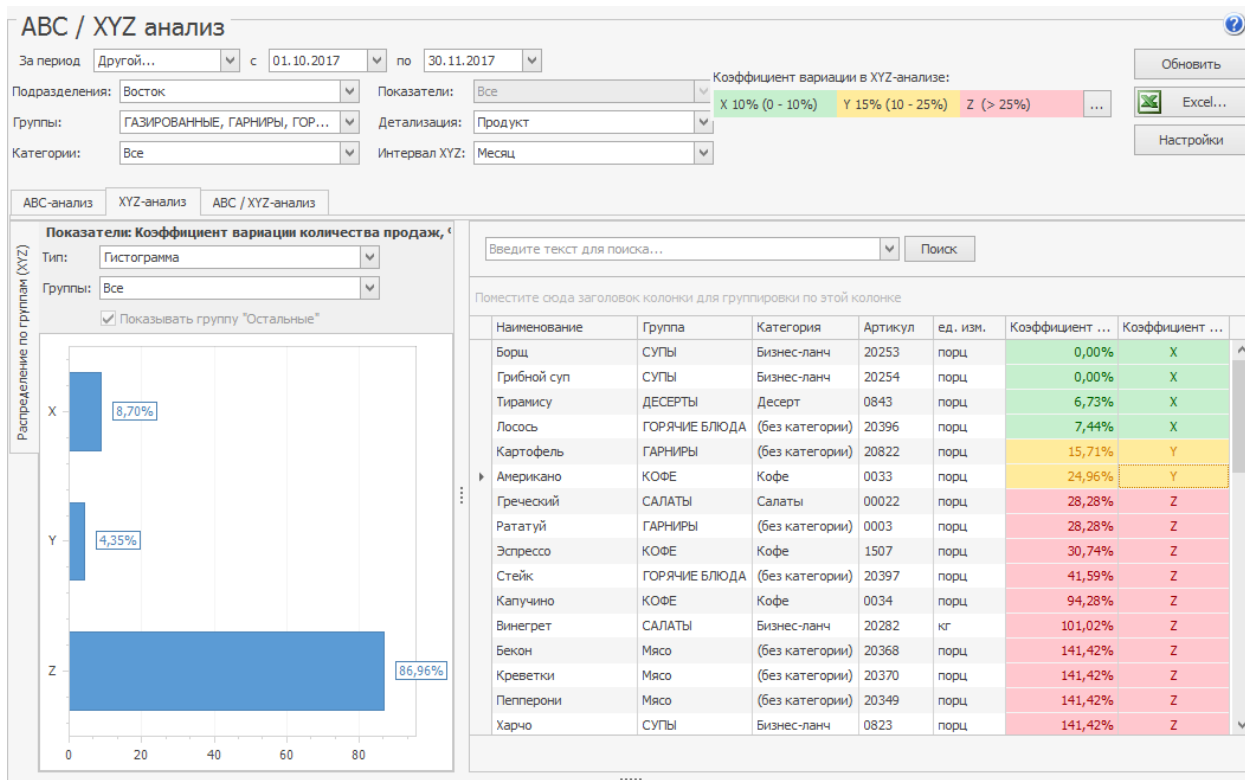 ABC / XYZ анализ
За период Другой... с 01.10.2017 по 30.11.2017
Подразделения: Восток Показатели: Все
Группы: ГАЗИРОВАННЫЕ, ГАРНИРЫ, ГОР... Детализация: Продукт
Категории: Все Интервал XYZ: Месяц
Коэффициент вариации в XYZ-анализе:
X 10% (0 - 10%) Y 15% (10 - 25%) Z (> 25%) ...
Обновить
Excel...
Настройки
ABC-анализ XYZ-анализ ABC / XYZ-анализ
Распределение по группам (XYZ)
Показатели: Коэффициент вариации количества продаж,
Тип: Гистограмма
Группы: Все
Показывать группу "Остальные"
X 8,70%
Y 4,35%
Z 86,96%
0 20 40 60 80
Введите текст для поиска... Поиск
Поместите сюда заголовок колонки для группировки по этой колонке
Наименование Группа Категория Артикул ед. изм. Коэффициент ... Коэффициент ...
Борщ СУПЫ Бизнес-ланч 20253 порц 0,00% X
Грибной суп СУПЫ Бизнес-ланч 20254 порц 0,00% X
Тирамису ДЕСЕРТЫ Десерт 0843 порц 6,73% X
Лосось ГОРЯЧИЕ БЛЮДА (без категории) 20396 порц 7,44% X
Картофель ГАРНИРЫ (без категории) 20822 порц 15,71% Y
Американо КОФЕ Кофе 0033 порц 24,96% Y
Греческий САЛАТЫ Салаты 00022 порц 28,28% Z
Рататуй ГАРНИРЫ (без категории) 0003 порц 28,28% Z
Эспрессо КОФЕ Кофе 1507 порц 30,74% Z
Стейк ГОРЯЧИЕ БЛЮДА (без категории) 20397 порц 41,59% Z
Капучино КОФЕ Кофе 0034 порц 94,28% Z
Винегрет САЛАТЫ Бизнес-ланч 20282 кг 101,02% Z
Бекон Мясо (без категории) 20368 порц 141,42% Z
Креветки Мясо (без категории) 20370 порц 141,42% Z
Пепперони Мясо (без категории) 20349 порц 141,42% Z
Харчо СУПЫ Бизнес-ланч 0823 порц 141,42% Z